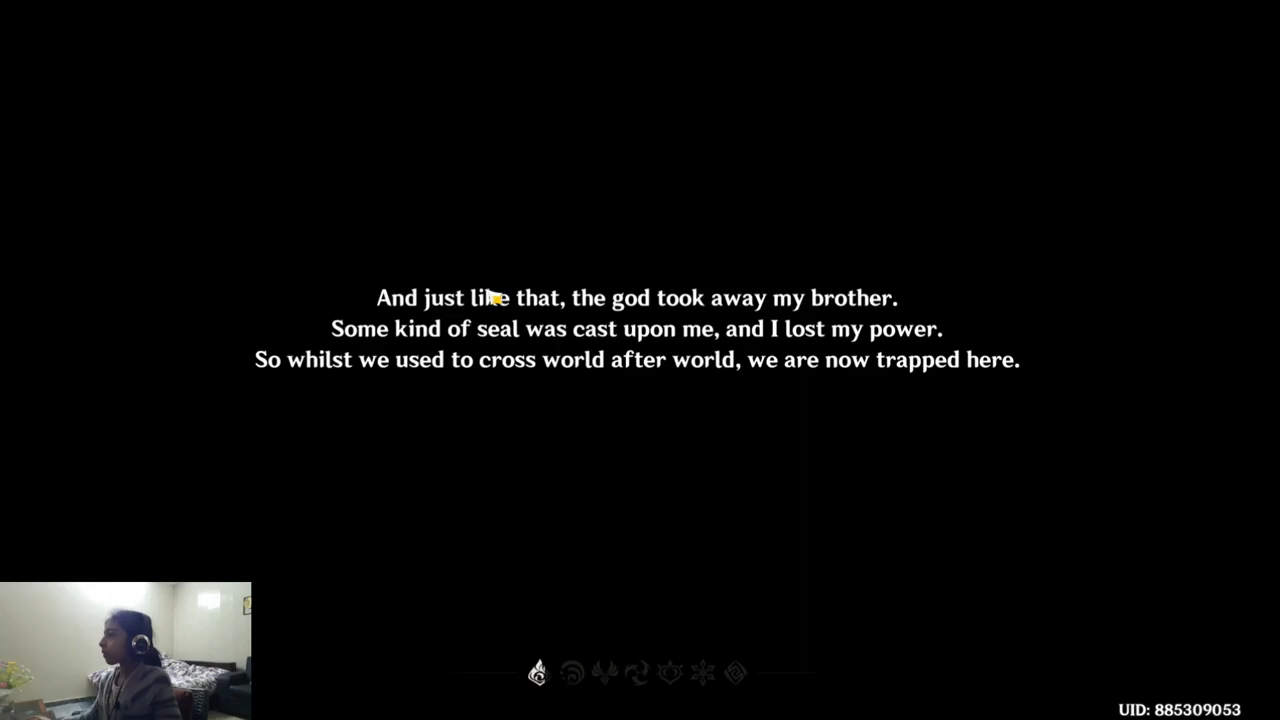 And just like that, the god took away my brother.
Some kind of seal was cast upon me, and I lost my power.
So whilst we used to cross world after world, we are now trapped here.
UID: 885309053